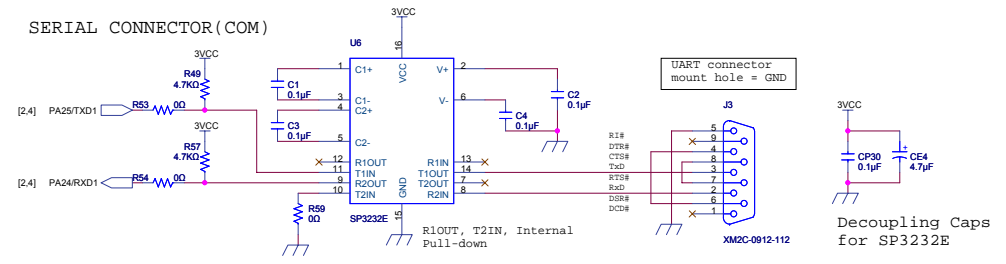 SERIAL CONNECTOR(COM)
3VCC
R49
4.7KΩ
[2,4] PA25/TXD1
R53 0Ω
3VCC
R57
4.7KΩ
[2,4] PA24/RXD1
R54 0Ω
R59
0Ω
C1
0.1µF
C3
0.1µF
3VCC
U6
16
VCC
1 C1+
3 C1-
4 C2+
5 C2-
12 R1OUT
11 T1IN
9 R2OUT
10 T2IN
V+ 2
V- 6
R1IN 13
T1OUT 14
T2OUT 7
R2IN 8
GND
15
SP3232E
C2
0.1µF
C4
0.1µF
R1OUT, T2IN, Internal
Pull-down
UART connector
mount hole = GND
J3
RI#
DTR#
CTS#
TxD
RTS#
RxD
DSR#
DCD#
5
9
4
8
3
7
2
6
1
XM2C-0912-112
3VCC
CP30
0.1µF
+
CE4
4.7µF
Decoupling Caps
for SP3232E